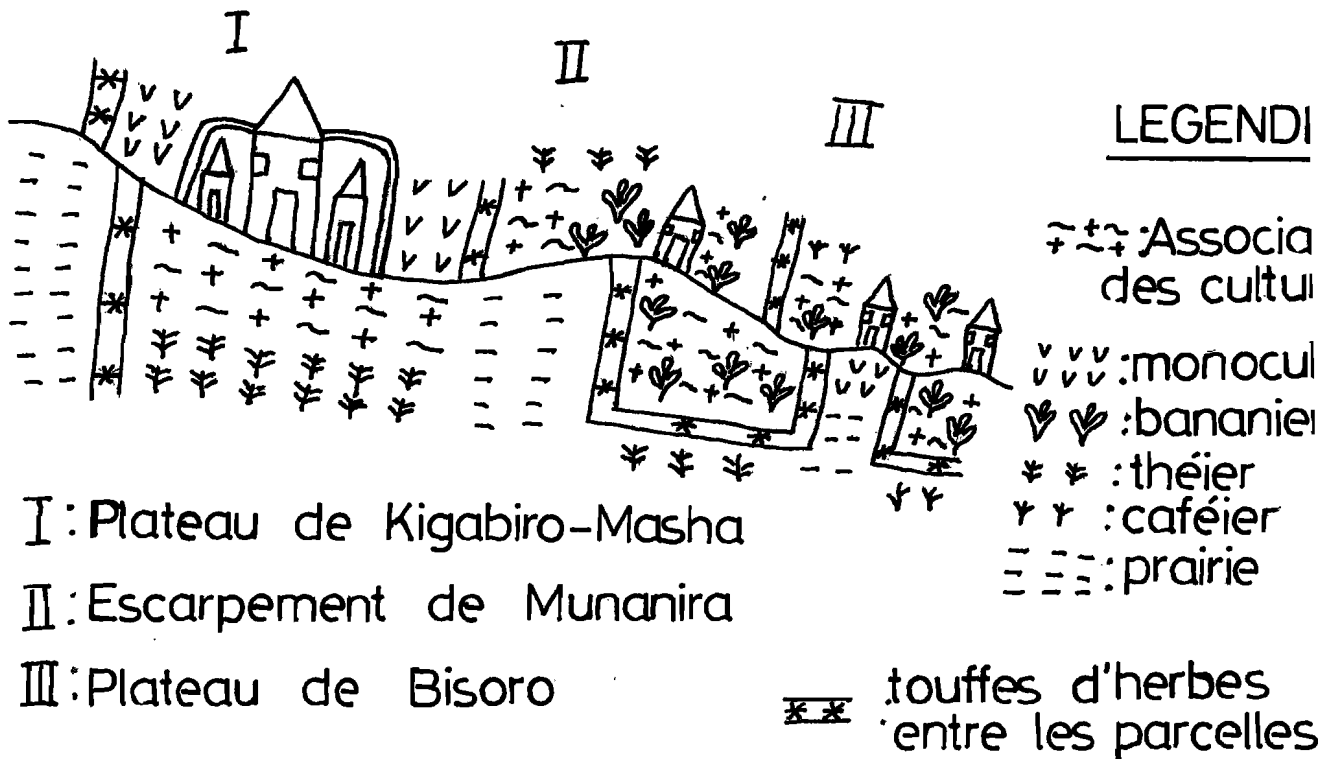 I
II
III
LEGEND
: Associa
des cultu
: monocul
: bananie
: théier
: caféier
: prairie
I : Plateau de Kigabiro-Masha
II : Escarpement de Munanira
III : Plateau de Bisoro
touffes d'herbes
entre les parcelles